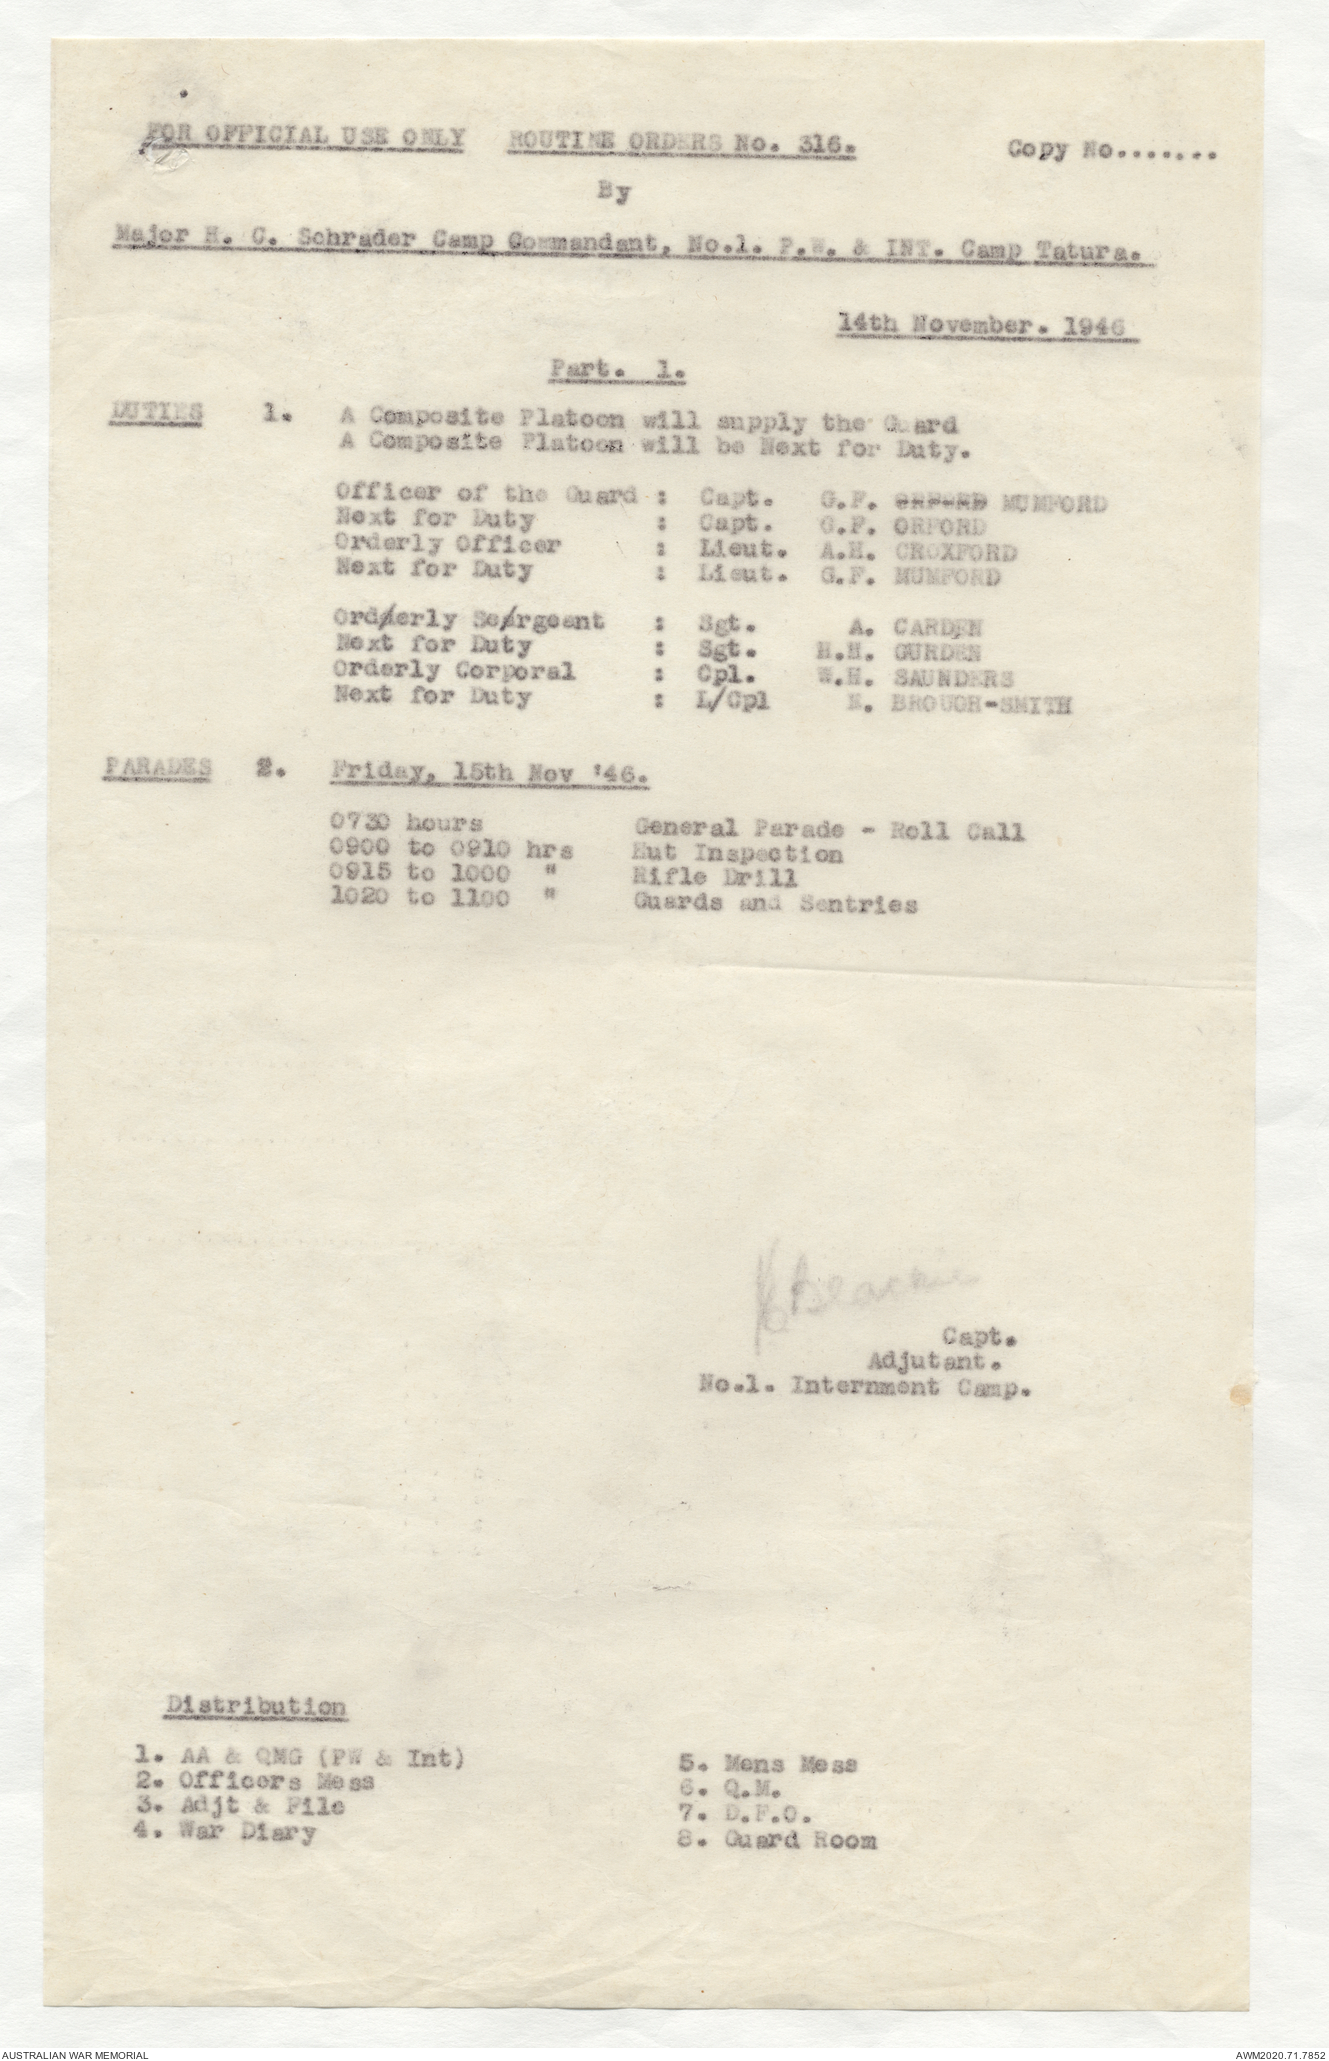 FOR OFFICIAL USE ONLY ROUTINE ORDERS No. 316. Copy No.......
By
Major H. C. Schrader Camp Commandant, No.1. P.W. & INT. Camp Tatura.
14th November. 1946
Part. 1.
DUTIES 1. A Composite Platoon will supply the Guard
A Composite Platoon will be Next for Duty.
Officer of the Guard : Capt. G.F. ORFORD MUMFORD
Next for Duty : Capt. G.F. ORFORD
Orderly Officer : Lieut. A.H. CROXFORD
Next for Duty : Lieut. G.F. MUMFORD
Ord/erly Se/rgeant : Sgt. A. CARDEN
Next for Duty : Sgt. H.H. GURDEN
Orderly Corporal : Cpl. W.H. SAUNDERS
Next for Duty : L/Cpl BROUGH-SMITH
PARADES 2. Friday, 15th Nov '46.
0730 hours General Parade - Roll Call
0900 to 0910 hrs Hut Inspection
0915 to 1000 " Rifle Drill
1020 to 1100 " Guards and Sentries
Capt.
Adjutant.
No.1. Internment Camp.
Distribution
1. AA & QMG (PW & Int)
2. Officers Mess
3. Adjt & File
4. War Diary
5. Mens Mess
6. Q.M.
7. D.F.O.
8. Guard Room
AUSTRALIAN WAR MEMORIAL AWM2020.71.7852